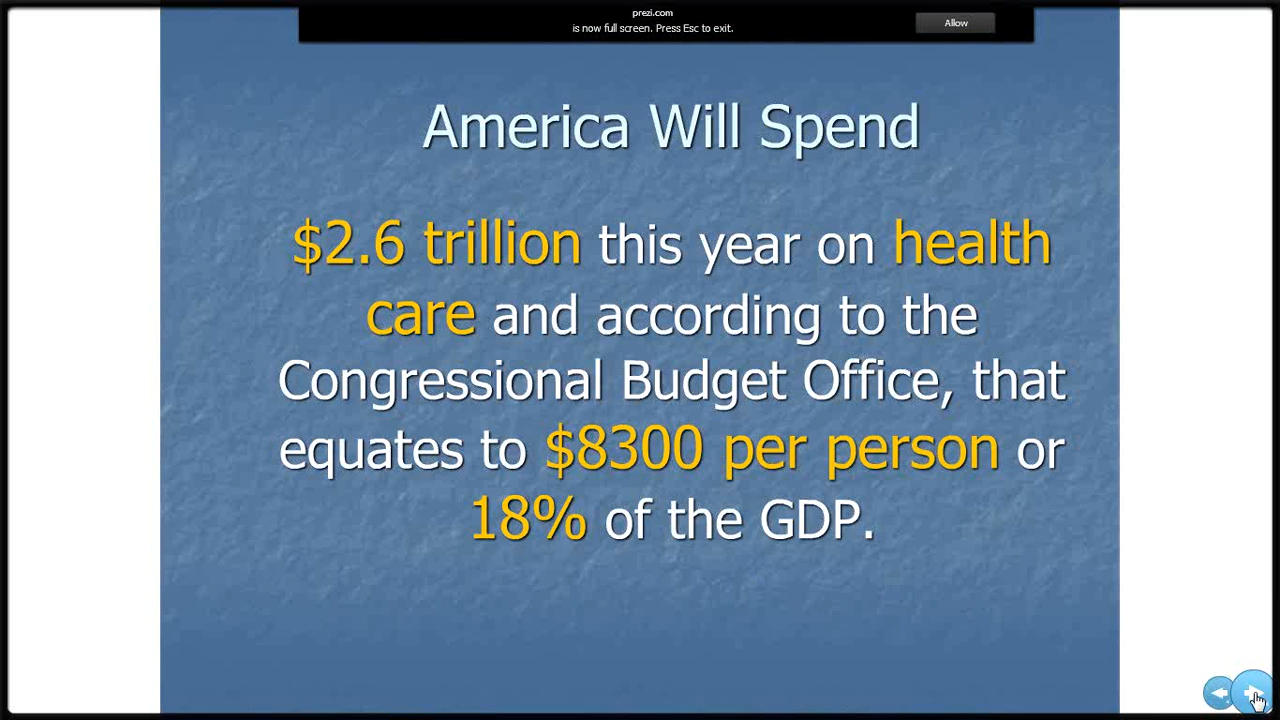 prezi.com
is now full screen. Press Esc to exit.
Allow
America Will Spend
$2.6 trillion this year on health
care and according to the
Congressional Budget Office, that
equates to $8300 per person or
18% of the GDP.